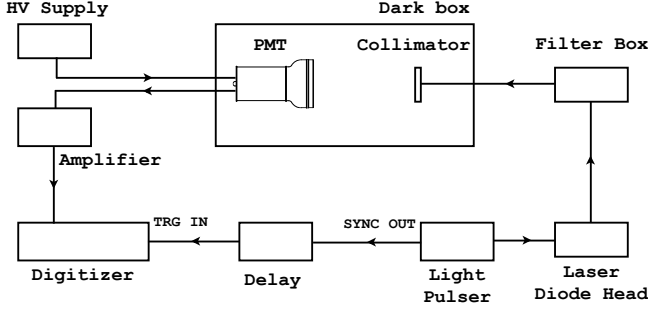 HV Supply
Dark box
PMT
Collimator
Filter Box
Amplifier
TRG IN
SYNC OUT
Digitizer
Delay
Light
Pulser
Laser
Diode Head